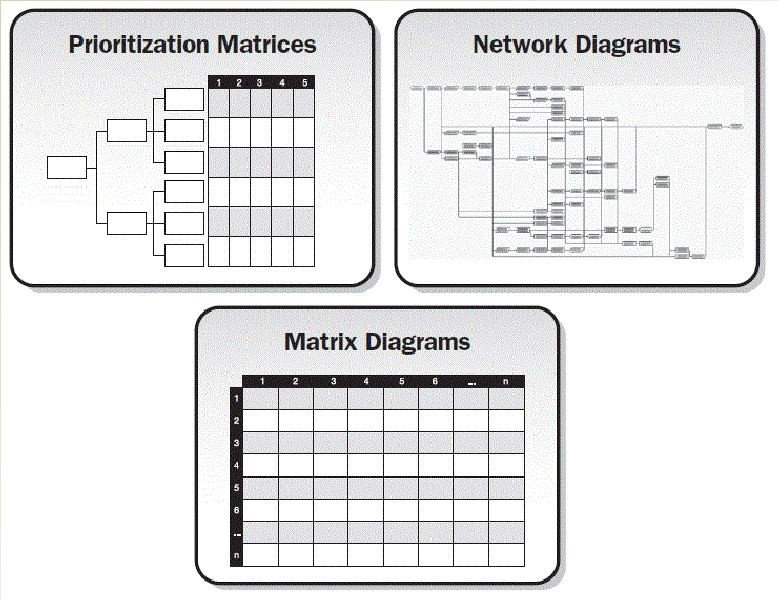 Prioritization Matrices
1 2 3 4 5
Network Diagrams
Matrix Diagrams
1 2 3 4 5 6 ... n
1
2
3
4
5
6
...
n